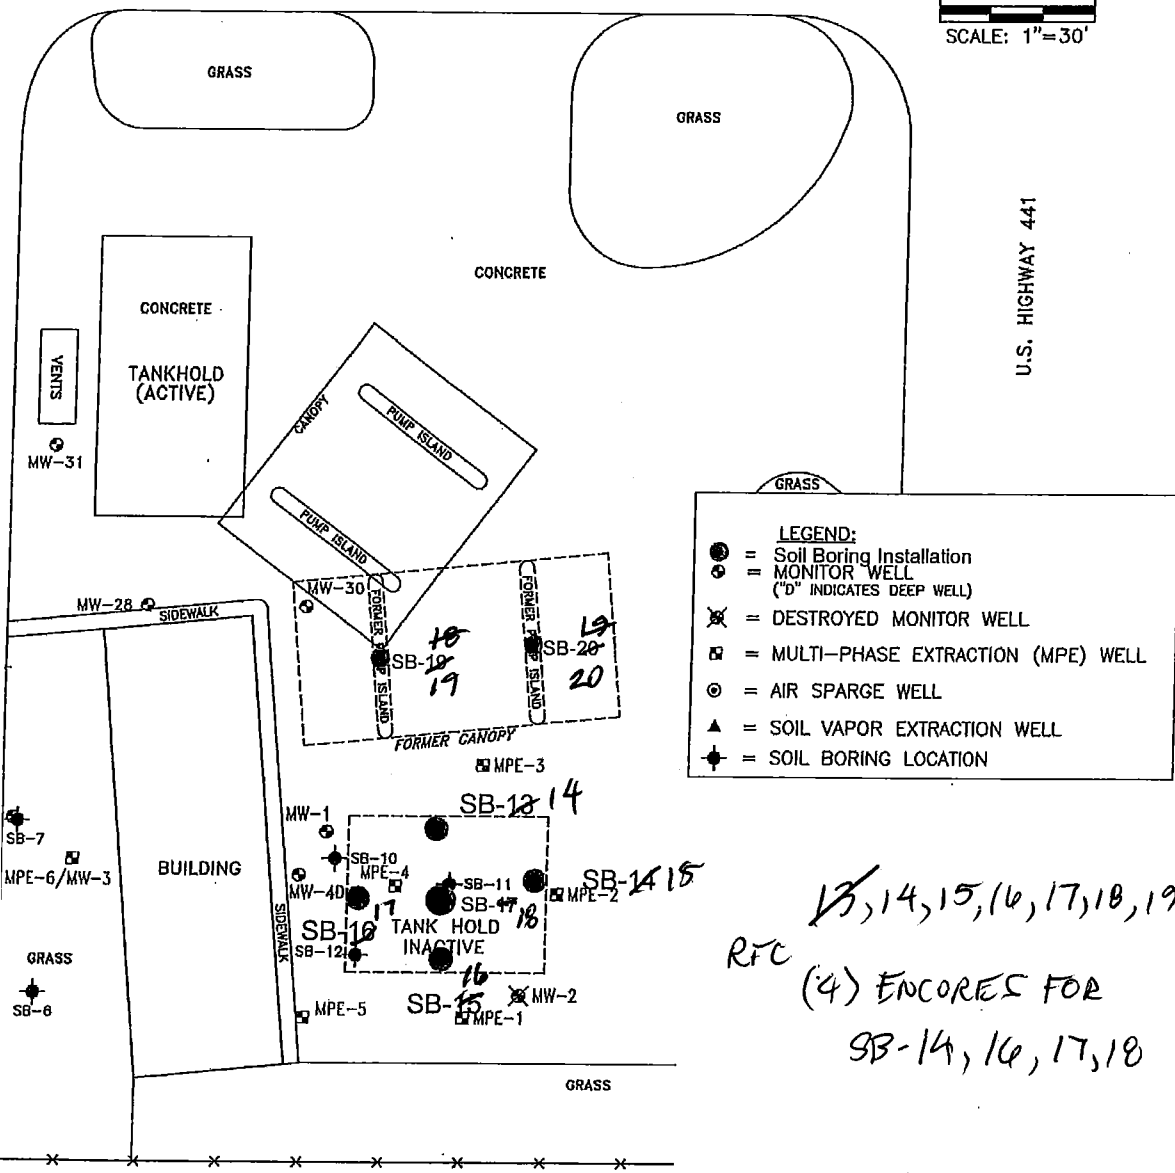 SCALE: 1"=30'
GRASS
GRASS
U.S. HIGHWAY 441
CONCRETE
CONCRETE
TANKHOLD
(ACTIVE)
VENTS
CANOPY
PUMP ISLAND
PUMP ISLAND
MW-31
GRASS
LEGEND:
= Soil Boring Installation
= MONITOR WELL
("D" INDICATES DEEP WELL)
= DESTROYED MONITOR WELL
= MULTI-PHASE EXTRACTION (MPE) WELL
= AIR SPARGE WELL
= SOIL VAPOR EXTRACTION WELL
= SOIL BORING LOCATION
MW-28
SIDEWALK
MW-30
FORMER PUMP ISLAND
FORMER PUMP ISLAND
18
SB-19
19
19
SB-20
20
FORMER CANOPY
MPE-3
SB-13 14
MW-1
SB-10
MPE-4
SB-11
MW-4D
SB-14 15
MPE-2
SB-17
18
17
SB-16
TANK HOLD
INACTIVE
SB-12
16
SB-15
MW-2
MPE-5
MPE-1
SB-7
MPE-6/MW-3
BUILDING
SIDEWALK
GRASS
SB-6
GRASS
13, 14, 15, 16, 17, 18, 19
RFC
(4) ENCORES FOR
SB-14, 16, 17, 18